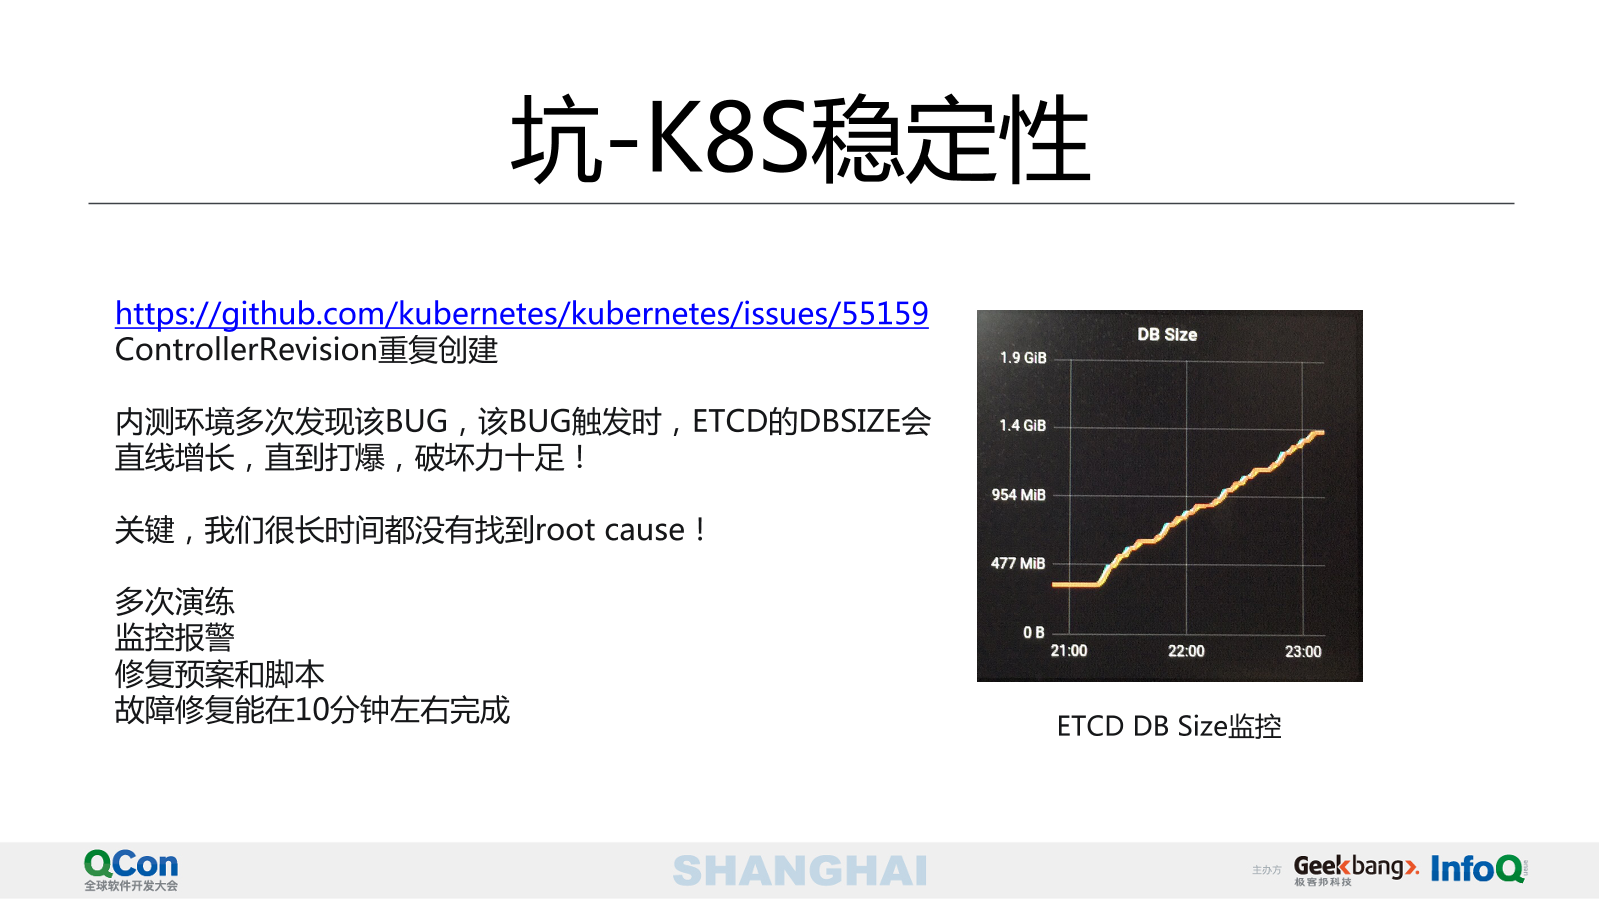 坑-K8S稳定性
https://github.com/kubernetes/kubernetes/issues/55159
ControllerRevision重复创建
内测环境多次发现该BUG，该BUG触发时，ETCD的DBSIZE会
直线增长，直到打爆，破坏力十足！
关键，我们很长时间都没有找到root cause！
多次演练
监控报警
修复预案和脚本
故障修复能在10分钟左右完成
DB Size
1.9 GiB
1.4 GiB
954 MiB
477 MiB
0 B
21:00
22:00
23:00
ETCD DB Size监控
QCon
全球软件开发大会
SHANGHAI
主办方
Geekbang>.
极客邦科技
InfoQ